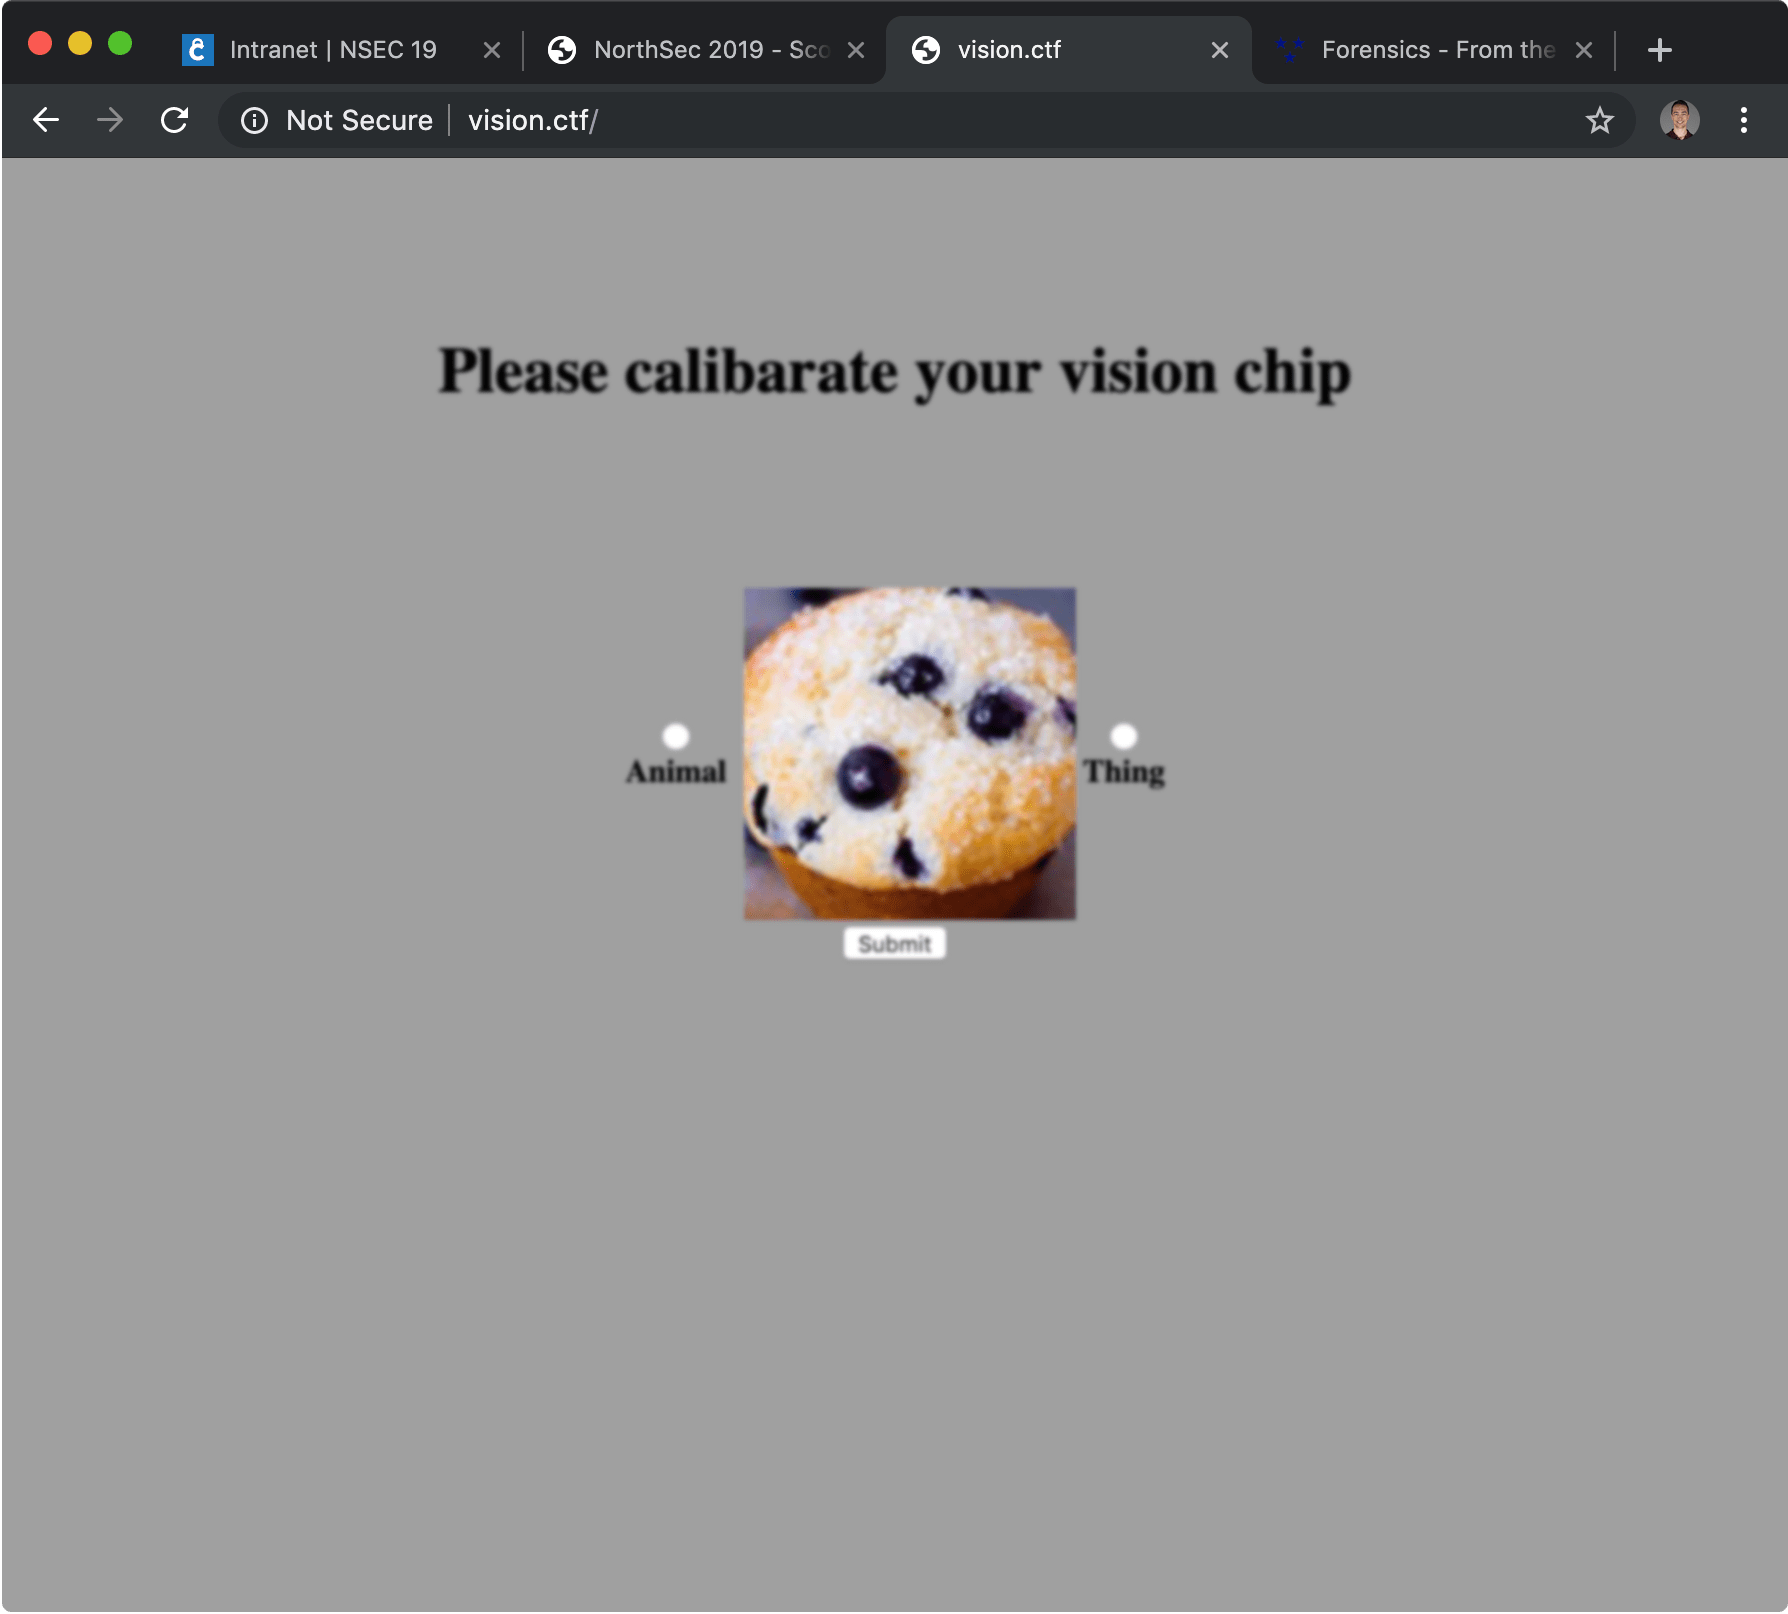 Intranet | NSEC 19
NorthSec 2019 - Sco
vision.ctf
Forensics - From the
Not Secure
vision.ctf/
Please calibarate your vision chip
Animal
Thing
Submit